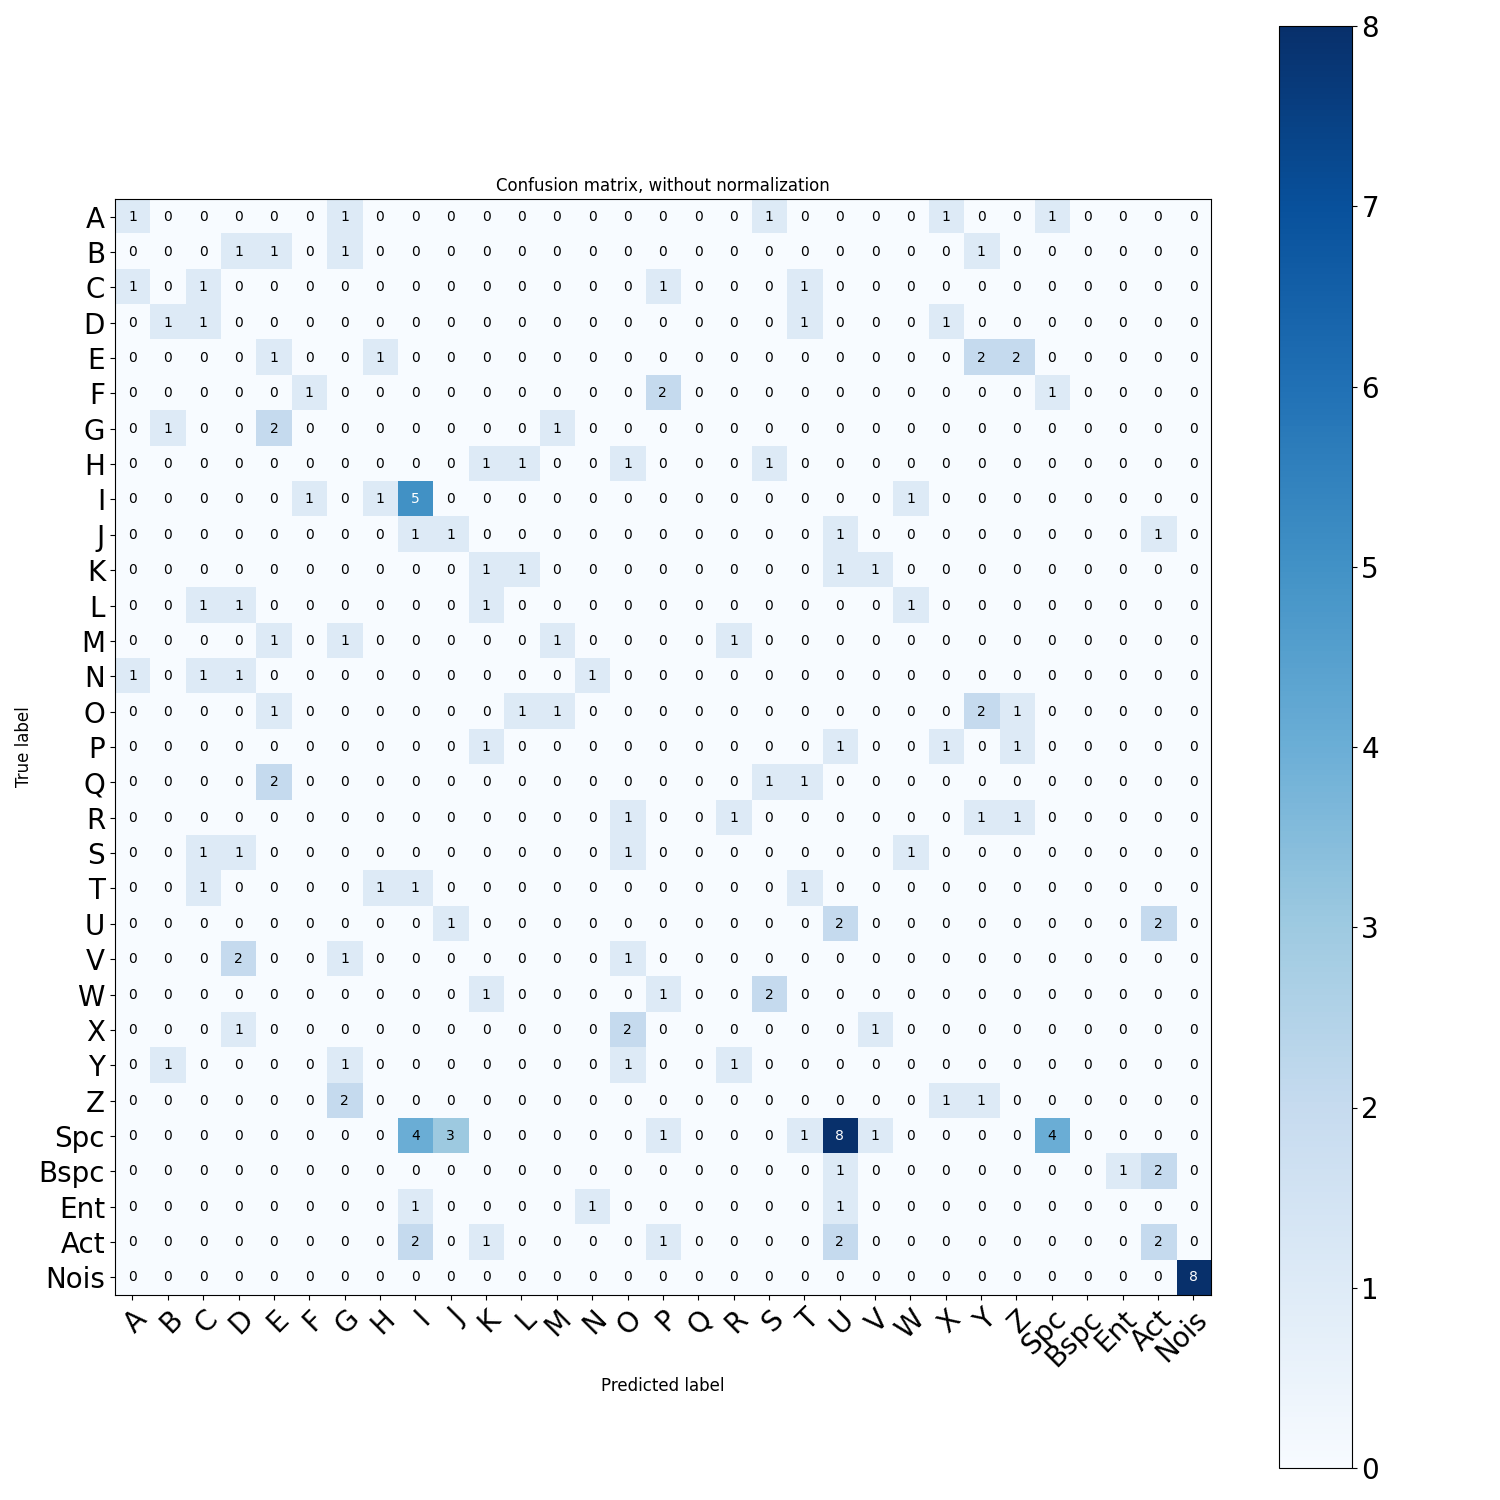 Confusion matrix, without normalization
True label
A 1 0 0 0 0 0 1 0 0 0 0 0 0 0 0 0 0 0 1 0 0 0 0 1 0 0 1 0 0 0 0
B 0 0 0 1 1 0 1 0 0 0 0 0 0 0 0 0 0 0 0 0 0 0 0 0 1 0 0 0 0 0 0
C 1 0 1 0 0 0 0 0 0 0 0 0 0 0 0 1 0 0 0 1 0 0 0 0 0 0 0 0 0 0 0
D 0 1 1 0 0 0 0 0 0 0 0 0 0 0 0 0 0 0 0 1 0 0 0 1 0 0 0 0 0 0 0
E 0 0 0 0 1 0 0 1 0 0 0 0 0 0 0 0 0 0 0 0 0 0 0 0 2 2 0 0 0 0 0
F 0 0 0 0 0 1 0 0 0 0 0 0 0 0 0 2 0 0 0 0 0 0 0 0 0 0 1 0 0 0 0
G 0 1 0 0 2 0 0 0 0 0 0 0 1 0 0 0 0 0 0 0 0 0 0 0 0 0 0 0 0 0 0
H 0 0 0 0 0 0 0 0 0 0 1 1 0 0 1 0 0 0 1 0 0 0 0 0 0 0 0 0 0 0 0
I 0 0 0 0 0 1 0 1 5 0 0 0 0 0 0 0 0 0 0 0 0 0 1 0 0 0 0 0 0 0 0
J 0 0 0 0 0 0 0 0 1 1 0 0 0 0 0 0 0 0 0 0 1 0 0 0 0 0 0 0 0 1 0
K 0 0 0 0 0 0 0 0 0 0 1 1 0 0 0 0 0 0 0 0 1 1 0 0 0 0 0 0 0 0 0
L 0 0 1 1 0 0 0 0 0 0 1 0 0 0 0 0 0 0 0 0 0 0 1 0 0 0 0 0 0 0 0
M 0 0 0 0 1 0 1 0 0 0 0 0 1 0 0 0 0 1 0 0 0 0 0 0 0 0 0 0 0 0 0
N 1 0 1 1 0 0 0 0 0 0 0 0 0 1 0 0 0 0 0 0 0 0 0 0 0 0 0 0 0 0 0
O 0 0 0 0 1 0 0 0 0 0 0 1 1 0 0 0 0 0 0 0 0 0 0 0 2 1 0 0 0 0 0
P 0 0 0 0 0 0 0 0 0 0 1 0 0 0 0 0 0 0 0 0 1 0 0 1 0 1 0 0 0 0 0
Q 0 0 0 0 2 0 0 0 0 0 0 0 0 0 0 0 0 0 1 1 0 0 0 0 0 0 0 0 0 0 0
R 0 0 0 0 0 0 0 0 0 0 0 0 0 0 1 0 0 1 0 0 0 0 0 0 1 1 0 0 0 0 0
S 0 0 1 1 0 0 0 0 0 0 0 0 0 0 1 0 0 0 0 0 0 0 1 0 0 0 0 0 0 0 0
T 0 0 1 0 0 0 0 1 1 0 0 0 0 0 0 0 0 0 0 1 0 0 0 0 0 0 0 0 0 0 0
U 0 0 0 0 0 0 0 0 0 1 0 0 0 0 0 0 0 0 0 0 2 0 0 0 0 0 0 0 0 2 0
V 0 0 0 2 0 0 1 0 0 0 0 0 0 0 1 0 0 0 0 0 0 0 0 0 0 0 0 0 0 0 0
W 0 0 0 0 0 0 0 0 0 0 1 0 0 0 0 1 0 0 2 0 0 0 0 0 0 0 0 0 0 0 0
X 0 0 0 1 0 0 0 0 0 0 0 0 0 0 2 0 0 0 0 0 0 1 0 0 0 0 0 0 0 0 0
Y 0 1 0 0 0 0 1 0 0 0 0 0 0 0 1 0 0 1 0 0 0 0 0 0 0 0 0 0 0 0 0
Z 0 0 0 0 0 0 2 0 0 0 0 0 0 0 0 0 0 0 0 0 0 0 0 1 1 0 0 0 0 0 0
Spc 0 0 0 0 0 0 0 0 4 3 0 0 0 0 0 1 0 0 0 1 8 1 0 0 0 0 4 0 0 0 0
Bspc 0 0 0 0 0 0 0 0 0 0 0 0 0 0 0 0 0 0 0 0 1 0 0 0 0 0 0 0 1 2 0
Ent 0 0 0 0 0 0 0 0 1 0 0 0 0 1 0 0 0 0 0 0 1 0 0 0 0 0 0 0 0 0 0
Act 0 0 0 0 0 0 0 0 2 0 1 0 0 0 0 1 0 0 0 0 2 0 0 0 0 0 0 0 0 2 0
Nois 0 0 0 0 0 0 0 0 0 0 0 0 0 0 0 0 0 0 0 0 0 0 0 0 0 0 0 0 0 0 8
A B C D E F G H I J K L M N O P Q R S T U V W X Y Z Spc Bspc Ent Act Nois
Predicted label
8
7
6
5
4
3
2
1
0